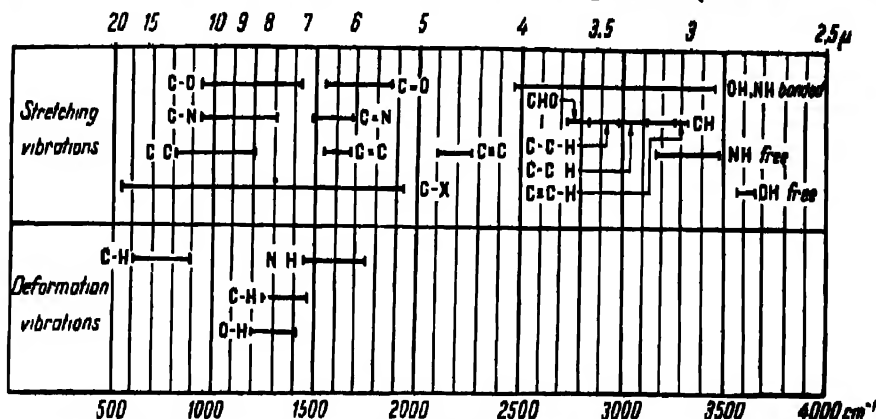 20 15 10 9 8 7 6 5 4 3.5 3 2,5 μ
C-O C=O CHO OH, NH bonded
Stretching vibrations
C-N C=N CH
C C C=C C≡C C-C-H NH free
C-C H
C-X C≡C-H OH free
C-H N H
Deformation vibrations
C-H
O-H
500 1000 1500 2000 2500 3000 3500 4000 cm⁻¹